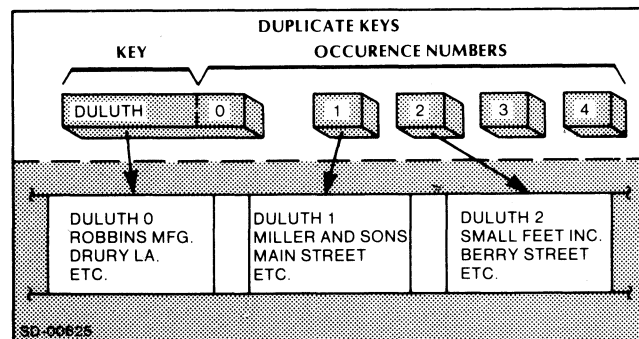 DUPLICATE KEYS
KEY OCCURENCE NUMBERS
DULUTH 0 1 2 3 4
DULUTH 0
ROBBINS MFG.
DRURY LA.
ETC.
DULUTH 1
MILLER AND SONS
MAIN STREET
ETC.
DULUTH 2
SMALL FEET INC.
BERRY STREET
ETC.
SD-00625